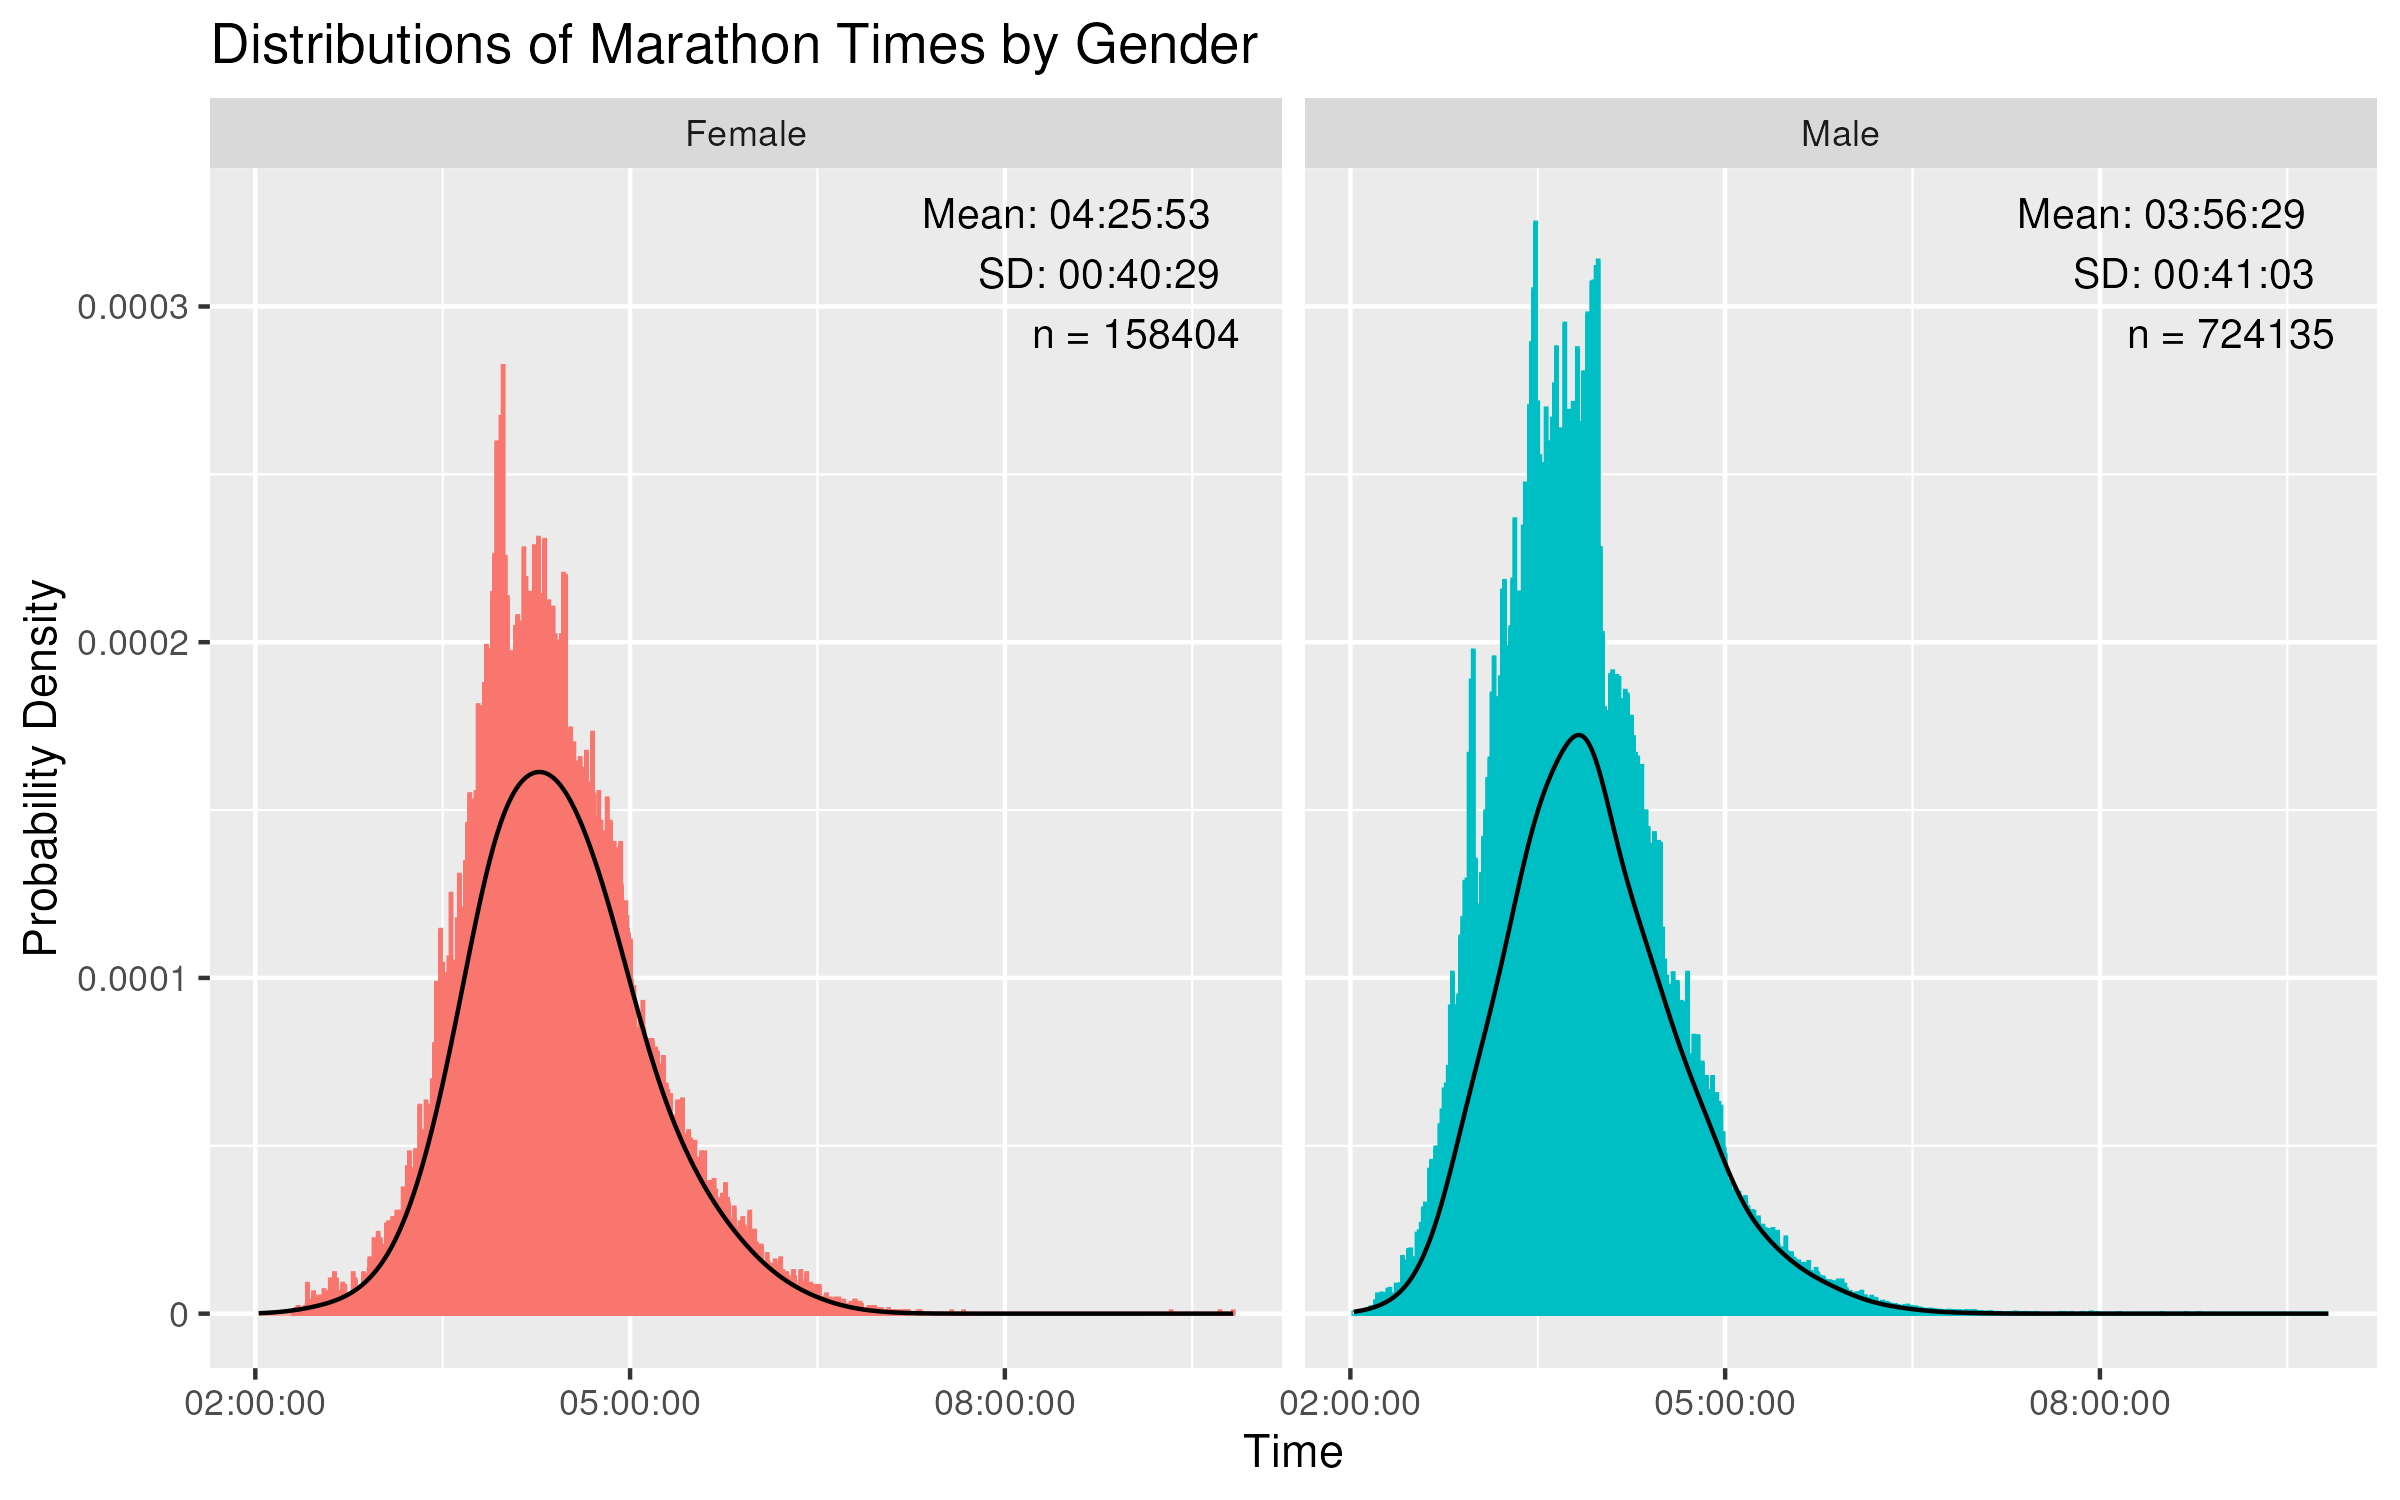 Distributions of Marathon Times by Gender
Female
Male
Mean: 04:25:53
SD: 00:40:29
n = 158404
Mean: 03:56:29
SD: 00:41:03
n = 724135
Probability Density
0.0003
0.0002
0.0001
0
02:00:00
05:00:00
08:00:00
02:00:00
05:00:00
08:00:00
Time